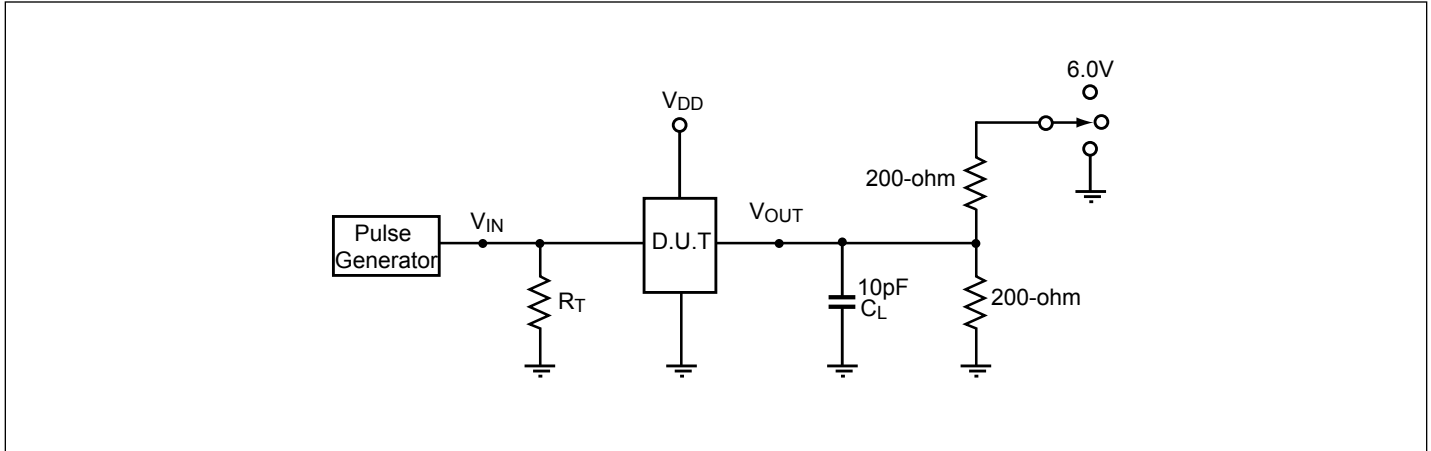 6.0V
VDD
200-ohm
VIN
VOUT
Pulse
Generator
D.U.T
RT
10pF
CL
200-ohm